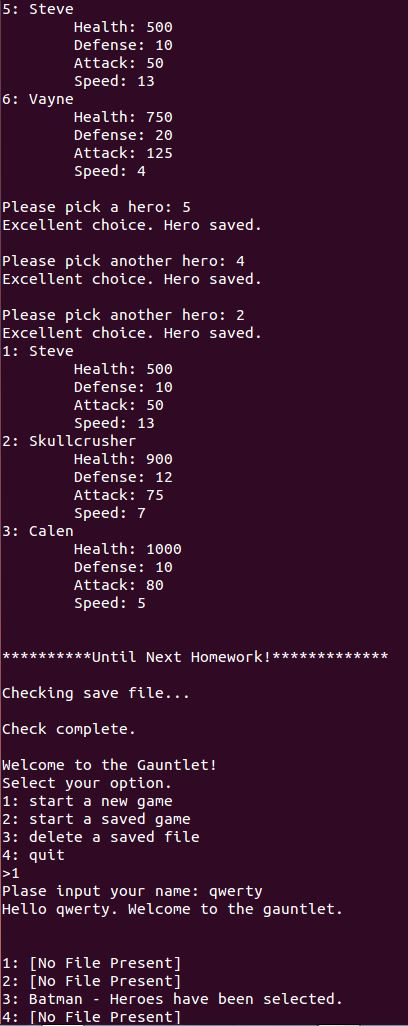 5: Steve
Health: 500
Defense: 10
Attack: 50
Speed: 13
6: Vayne
Health: 750
Defense: 20
Attack: 125
Speed: 4
Please pick a hero: 5
Excellent choice. Hero saved.
Please pick another hero: 4
Excellent choice. Hero saved.
Please pick another hero: 2
Excellent choice. Hero saved.
1: Steve
Health: 500
Defense: 10
Attack: 50
Speed: 13
2: Skullcrusher
Health: 900
Defense: 12
Attack: 75
Speed: 7
3: Calen
Health: 1000
Defense: 10
Attack: 80
Speed: 5
**********Until Next Homework!*************
Checking save file...
Check complete.
Welcome to the Gauntlet!
Select your option.
1: start a new game
2: start a saved game
3: delete a saved file
4: quit
>1
Plase input your name: qwerty
Hello qwerty. Welcome to the gauntlet.
1: [No File Present]
2: [No File Present]
3: Batman - Heroes have been selected.
4: [No File Present]